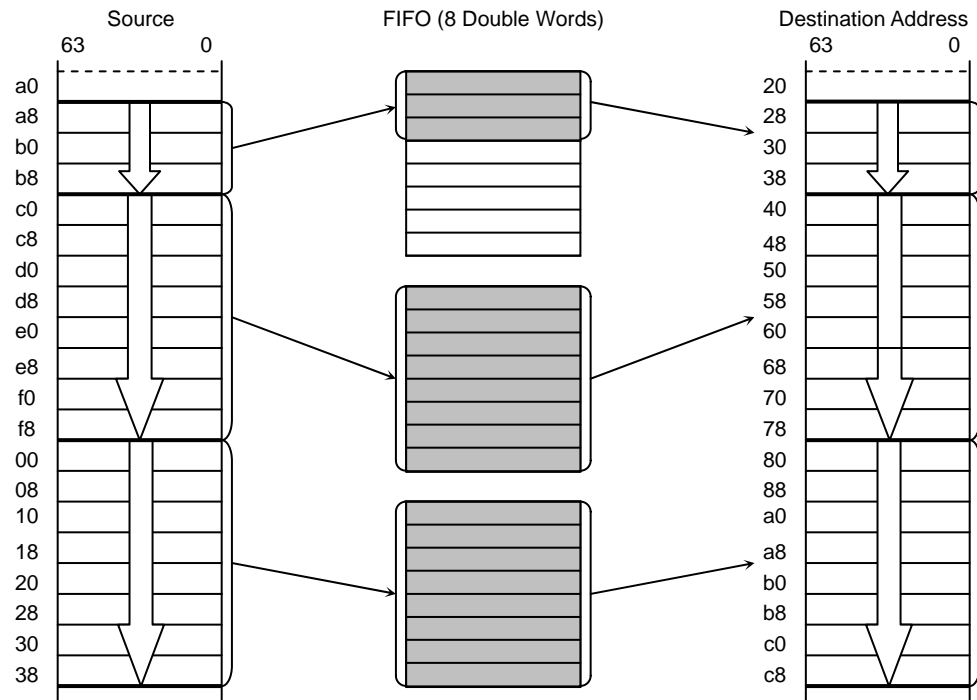 Source FIFO (8 Double Words) Destination Address
63 0 63 0
a0 20
a8 28
b0 30
b8 38
c0 40
c8 48
d0 50
d8 58
e0 60
e8 68
f0 70
f8 78
00 80
08 88
10 a0
18 a8
20 b0
28 b8
30 c0
38 c8